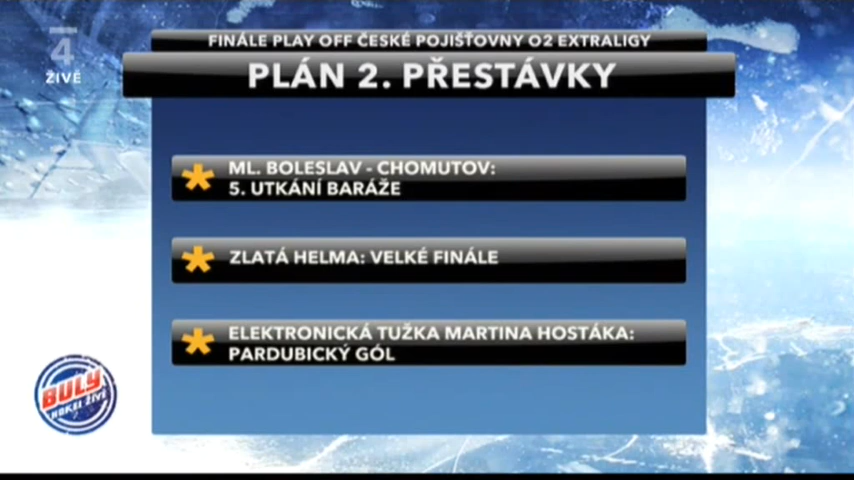 4
ŽIVĚ
FINÁLE PLAY OFF ČESKÉ POJIŠŤOVNY O2 EXTRALIGY
PLÁN 2. PŘESTÁVKY
ML. BOLESLAV - CHOMUTOV:
5. UTKÁNÍ BARÁŽE
ZLATÁ HELMA: VELKÉ FINÁLE
ELEKTRONICKÁ TUŽKA MARTINA HOSTÁKA:
PARDUBICKÝ GÓL
BULY
HOKEJ ŽIVĚ